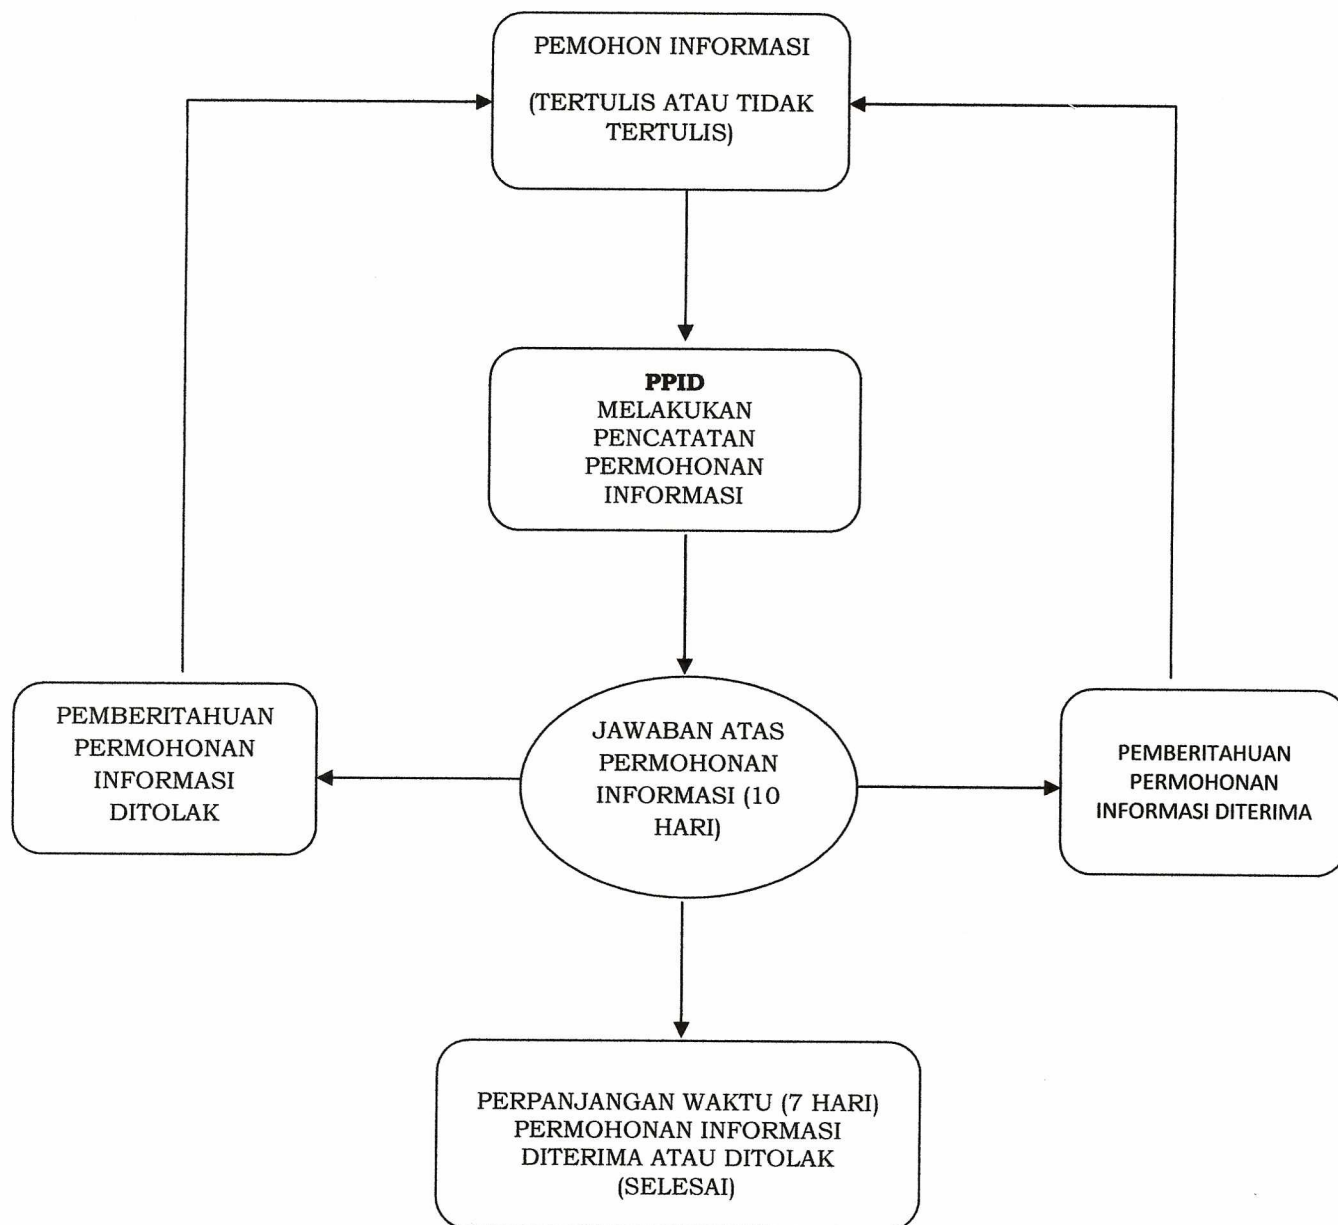 PEMOHON INFORMASI
(TERTULIS ATAU TIDAK
TERTULIS)
PPID
MELAKUKAN
PENCATATAN
PERMOHONAN
INFORMASI
PEMBERITAHUAN
PERMOHONAN
INFORMASI
DITOLAK
JAWABAN ATAS
PERMOHONAN
INFORMASI (10
HARI)
PEMBERITAHUAN
PERMOHONAN
INFORMASI DITERIMA
PERPANJANGAN WAKTU (7 HARI)
PERMOHONAN INFORMASI
DITERIMA ATAU DITOLAK
(SELESAI)